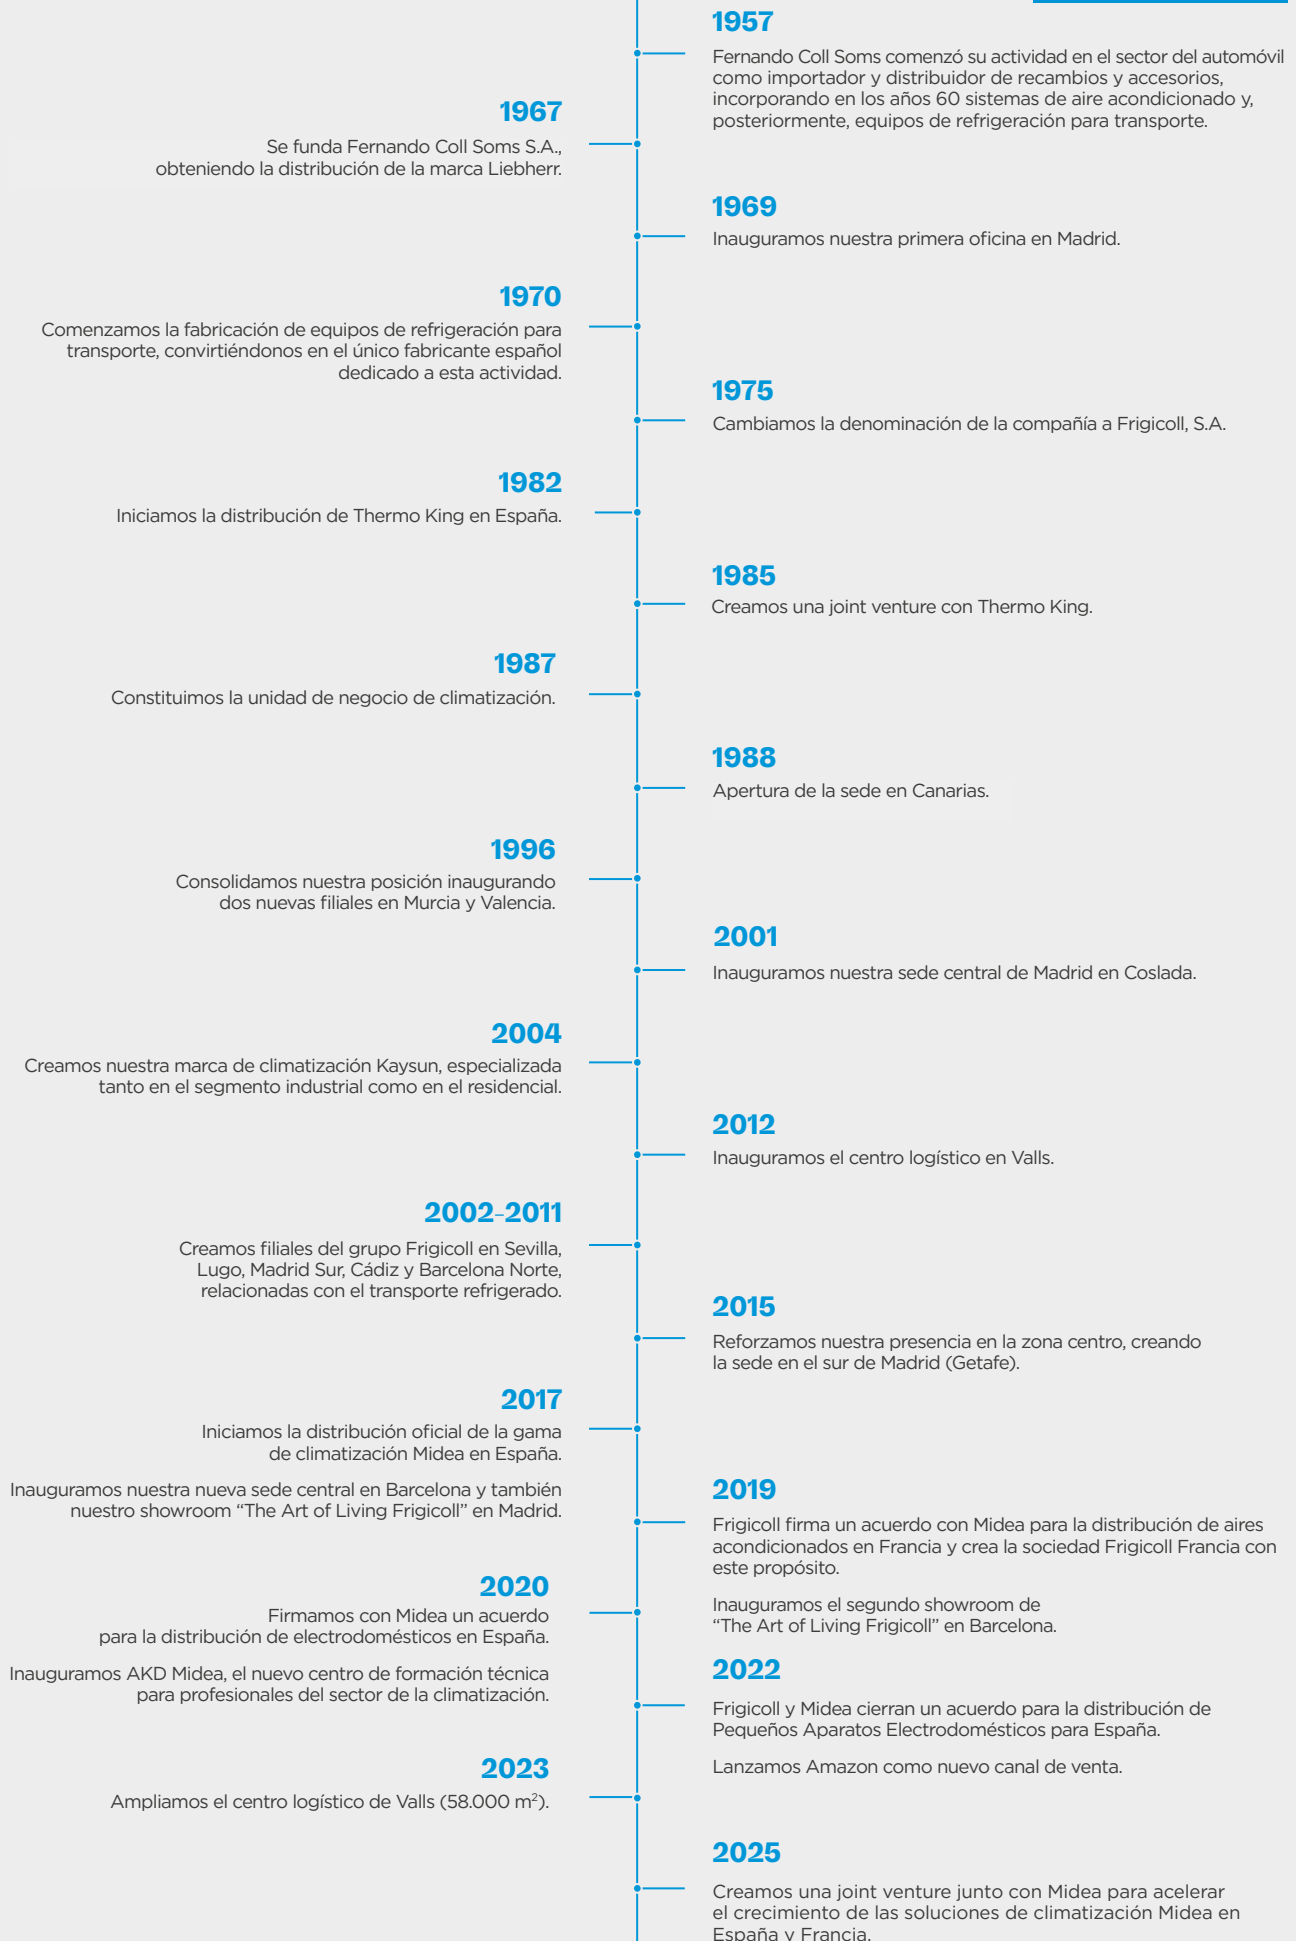 1957
Fernando Coll Soms comenzó su actividad en el sector del automóvil
como importador y distribuidor de recambios y accesorios,
incorporando en los años 60 sistemas de aire acondicionado y,
posteriormente, equipos de refrigeración para transporte.
1967
Se funda Fernando Coll Soms S.A.,
obteniendo la distribución de la marca Liebherr.
1969
Inauguramos nuestra primera oficina en Madrid.
1970
Comenzamos la fabricación de equipos de refrigeración para
transporte, convirtiéndonos en el único fabricante español
dedicado a esta actividad.
1975
Cambiamos la denominación de la compañía a Frigicoll, S.A.
1982
Iniciamos la distribución de Thermo King en España.
1985
Creamos una joint venture con Thermo King.
1987
Constituimos la unidad de negocio de climatización.
1988
Apertura de la sede en Canarias.
1996
Consolidamos nuestra posición inaugurando
dos nuevas filiales en Murcia y Valencia.
2001
Inauguramos nuestra sede central de Madrid en Coslada.
2004
Creamos nuestra marca de climatización Kaysun, especializada
tanto en el segmento industrial como en el residencial.
2012
Inauguramos el centro logístico en Valls.
2002-2011
Creamos filiales del grupo Frigicoll en Sevilla,
Lugo, Madrid Sur, Cádiz y Barcelona Norte,
relacionadas con el transporte refrigerado.
2015
Reforzamos nuestra presencia en la zona centro, creando
la sede en el sur de Madrid (Getafe).
2017
Iniciamos la distribución oficial de la gama
de climatización Midea en España.
Inauguramos nuestra nueva sede central en Barcelona y también
nuestro showroom “The Art of Living Frigicoll” en Madrid.
2019
Frigicoll firma un acuerdo con Midea para la distribución de aires
acondicionados en Francia y crea la sociedad Frigicoll Francia con
este propósito.
Inauguramos el segundo showroom de
“The Art of Living Frigicoll” en Barcelona.
2020
Firmamos con Midea un acuerdo
para la distribución de electrodomésticos en España.
Inauguramos AKD Midea, el nuevo centro de formación técnica
para profesionales del sector de la climatización.
2022
Frigicoll y Midea cierran un acuerdo para la distribución de
Pequeños Aparatos Electrodomésticos para España.
Lanzamos Amazon como nuevo canal de venta.
2023
Ampliamos el centro logístico de Valls (58.000 m²).
2025
Creamos una joint venture junto con Midea para acelerar
el crecimiento de las soluciones de climatización Midea en
España y Francia.